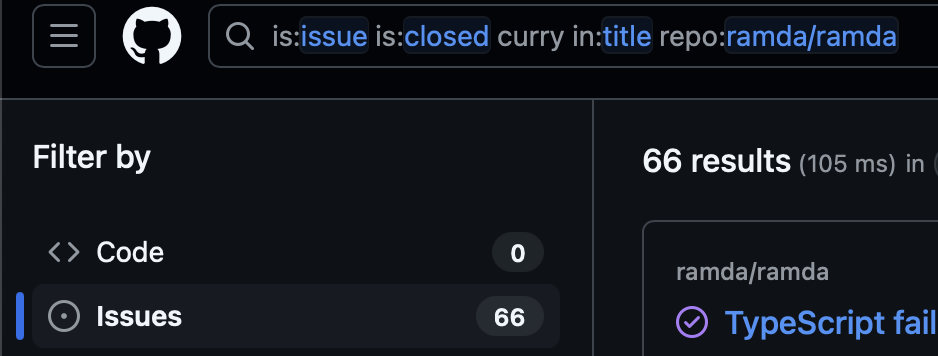 is:issue is:closed curry in:title repo:ramda/ramda
Filter by
66 results (105 ms) in
Code 0
ramda/ramda
Issues 66
TypeScript fail